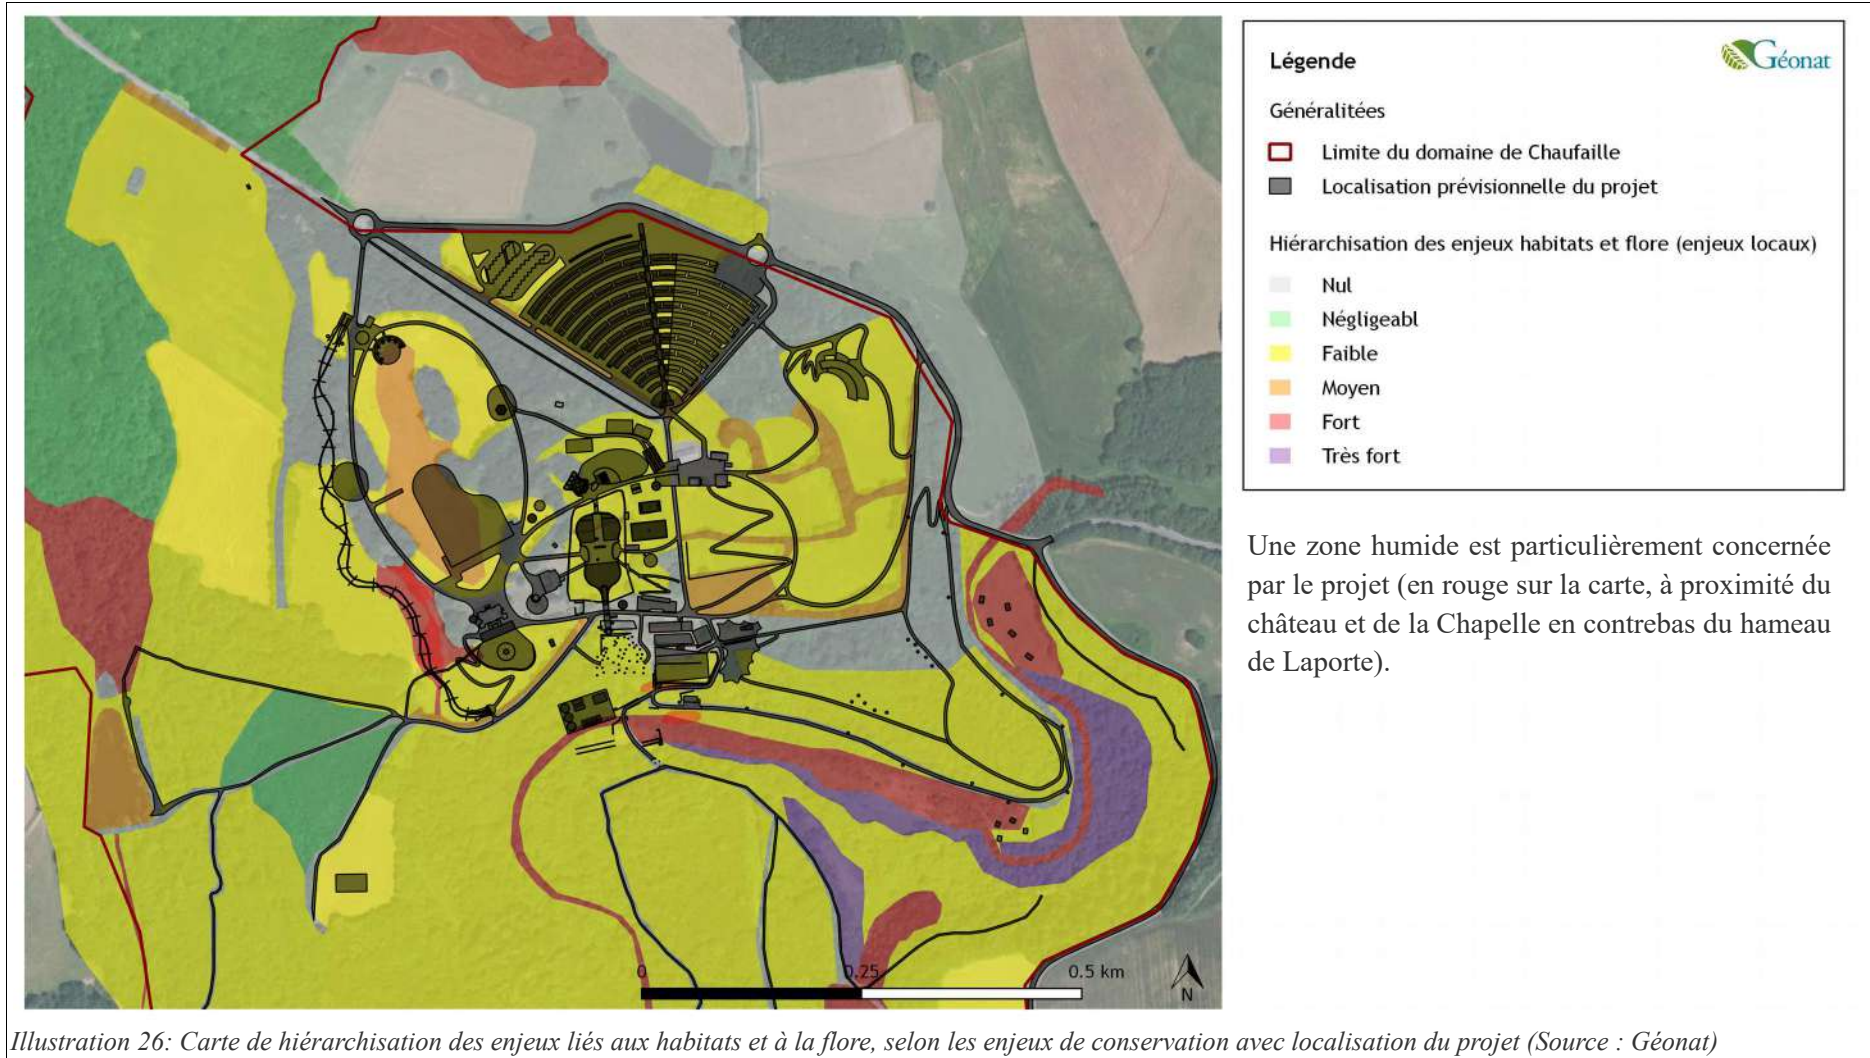 Légende
Géonat
Généralitées
Limite du domaine de Chaufaille
Localisation prévisionnelle du projet
Hiérarchisation des enjeux habitats et flore (enjeux locaux)
Nul
Négligeabl
Faible
Moyen
Fort
Très fort
Une zone humide est particulièrement concernée
par le projet (en rouge sur la carte, à proximité du
château et de la Chapelle en contrebas du hameau
de Laporte).
0
0.25
0.5 km
N
Illustration 26: Carte de hiérarchisation des enjeux liés aux habitats et à la flore, selon les enjeux de conservation avec localisation du projet (Source : Géonat)